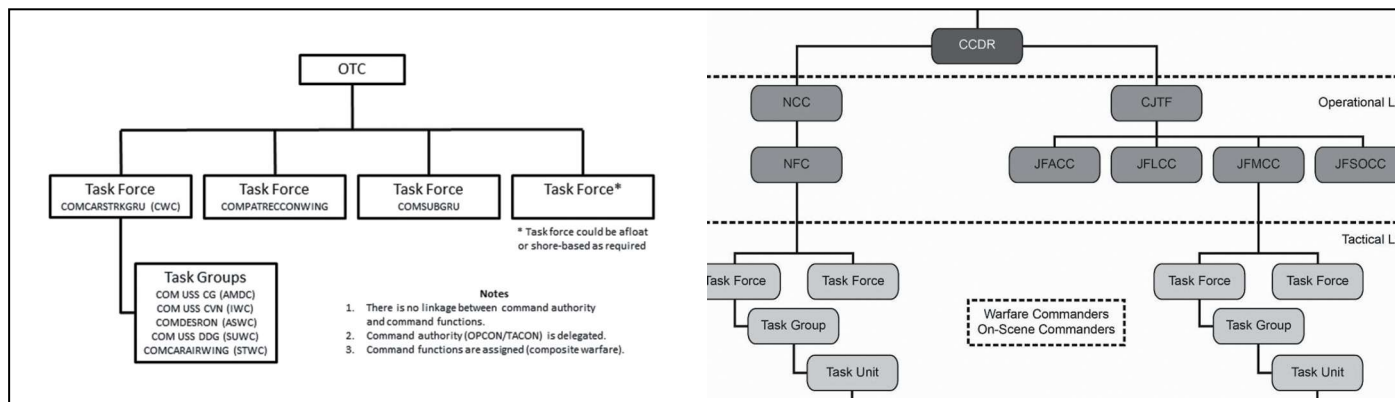 OTC
Task Force
COMCARSTRKGRU (CWC)
Task Force
COMPATRECCONWING
Task Force
COMSUBGRU
Task Force*
* Task force could be afloat
or shore-based as required
Task Groups
COM USS CG (AMDC)
COM USS CVN (IWC)
COMDESRON (ASWC)
COM USS DDG (SUWC)
COMCARAIRWING (STWC)
Notes
1. There is no linkage between command authority
and command functions.
2. Command authority (OPCON/TACON) is delegated.
3. Command functions are assigned (composite warfare).
CCDR
NCC
CJTF
Operational L
NFC
JFACC
JFLCC
JFMCC
JFSOCC
Tactical L
Task Force
Task Force
Task Force
Task Force
Task Group
Warfare Commanders
On-Scene Commanders
Task Group
Task Unit
Task Unit